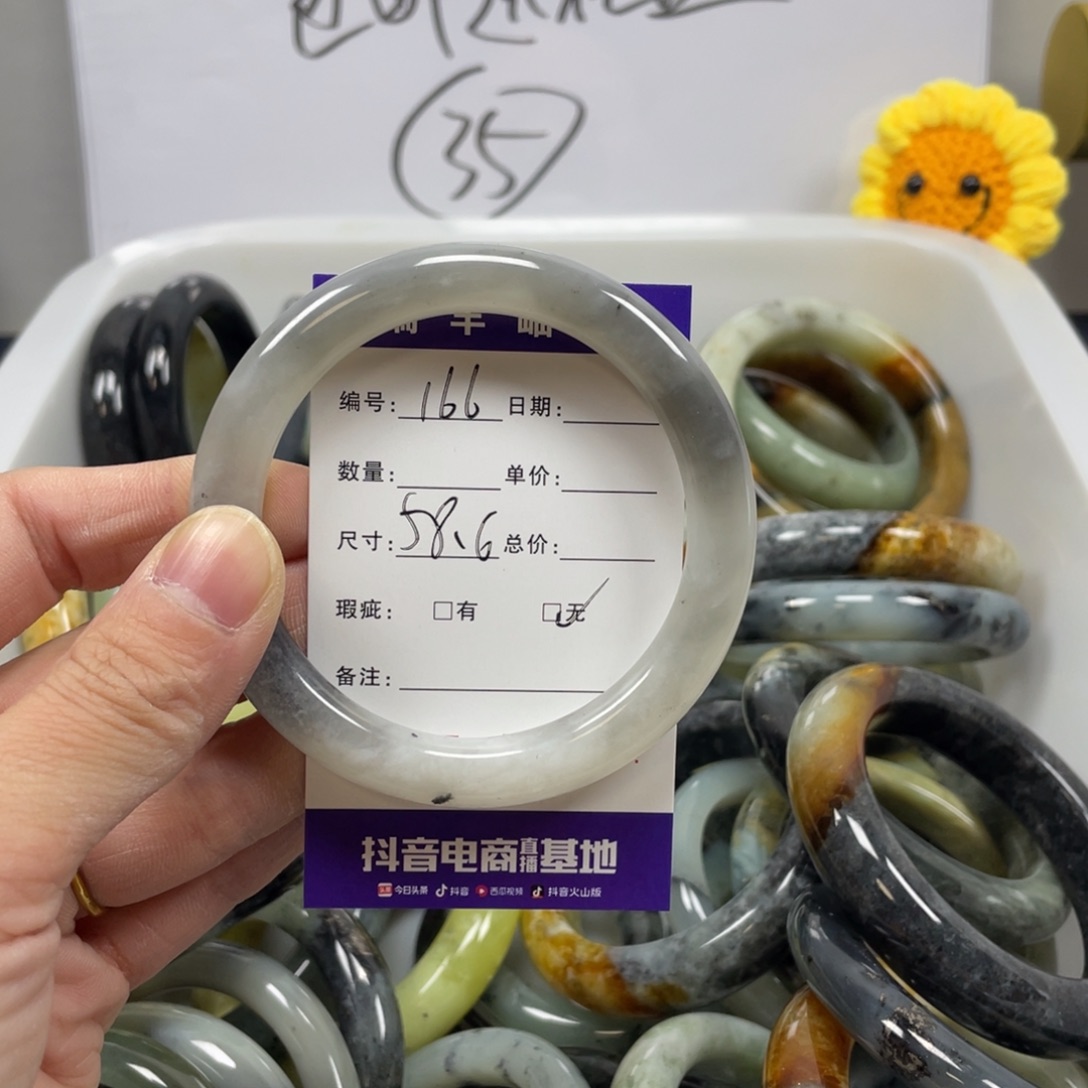 35
编号: 166 日期:
数量: 单价:
尺寸: 58、6 总价:
瑕疵: □有 □无
备注:
抖音电商直播基地
头条 今日头条 抖音 西瓜视频 抖音火山版